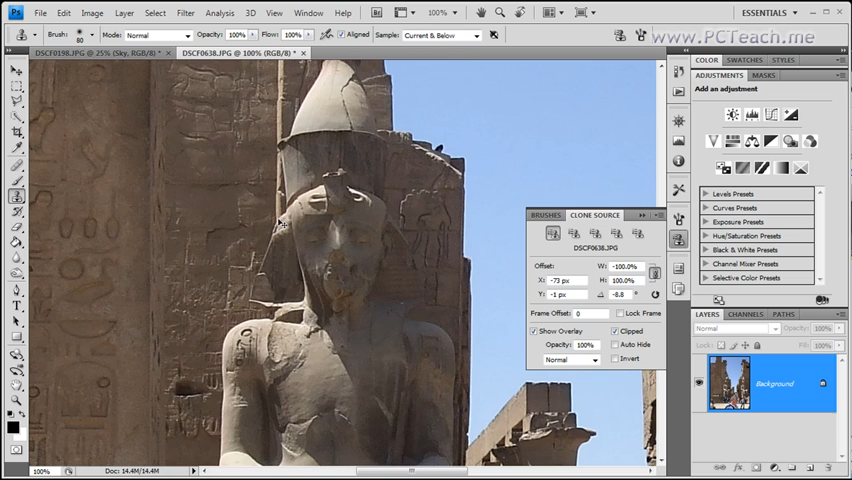 Ps File Edit Image Layer Select Filter Analysis 3D View Window Help Br 100% ESSENTIALS
Brush: 80 Mode: Normal Opacity: 100% Flow: 100% Aligned Sample: Current & Below
www.PCTeach.me
DSCF0198.JPG @ 25% (Sky, RGB/8) * DSCF0638.JPG @ 100% (RGB/8) *
COLOR SWATCHES STYLES
ADJUSTMENTS MASKS
Add an adjustment
Levels Presets
Curves Presets
Exposure Presets
Hue/Saturation Presets
Black & White Presets
Channel Mixer Presets
Selective Color Presets
BRUSHES CLONE SOURCE
DSCF0638.JPG
Offset: W: -100.0%
X: -73 px H: 100.0%
Y: -1 px -8.8 °
Frame Offset: 0 Lock Frame
Show Overlay Clipped
Opacity: 100% Auto Hide
Normal Invert
LAYERS CHANNELS PATHS
Normal Opacity: 100%
Lock: Fill: 100%
Background
T
100% Doc: 14.4M/14.4M